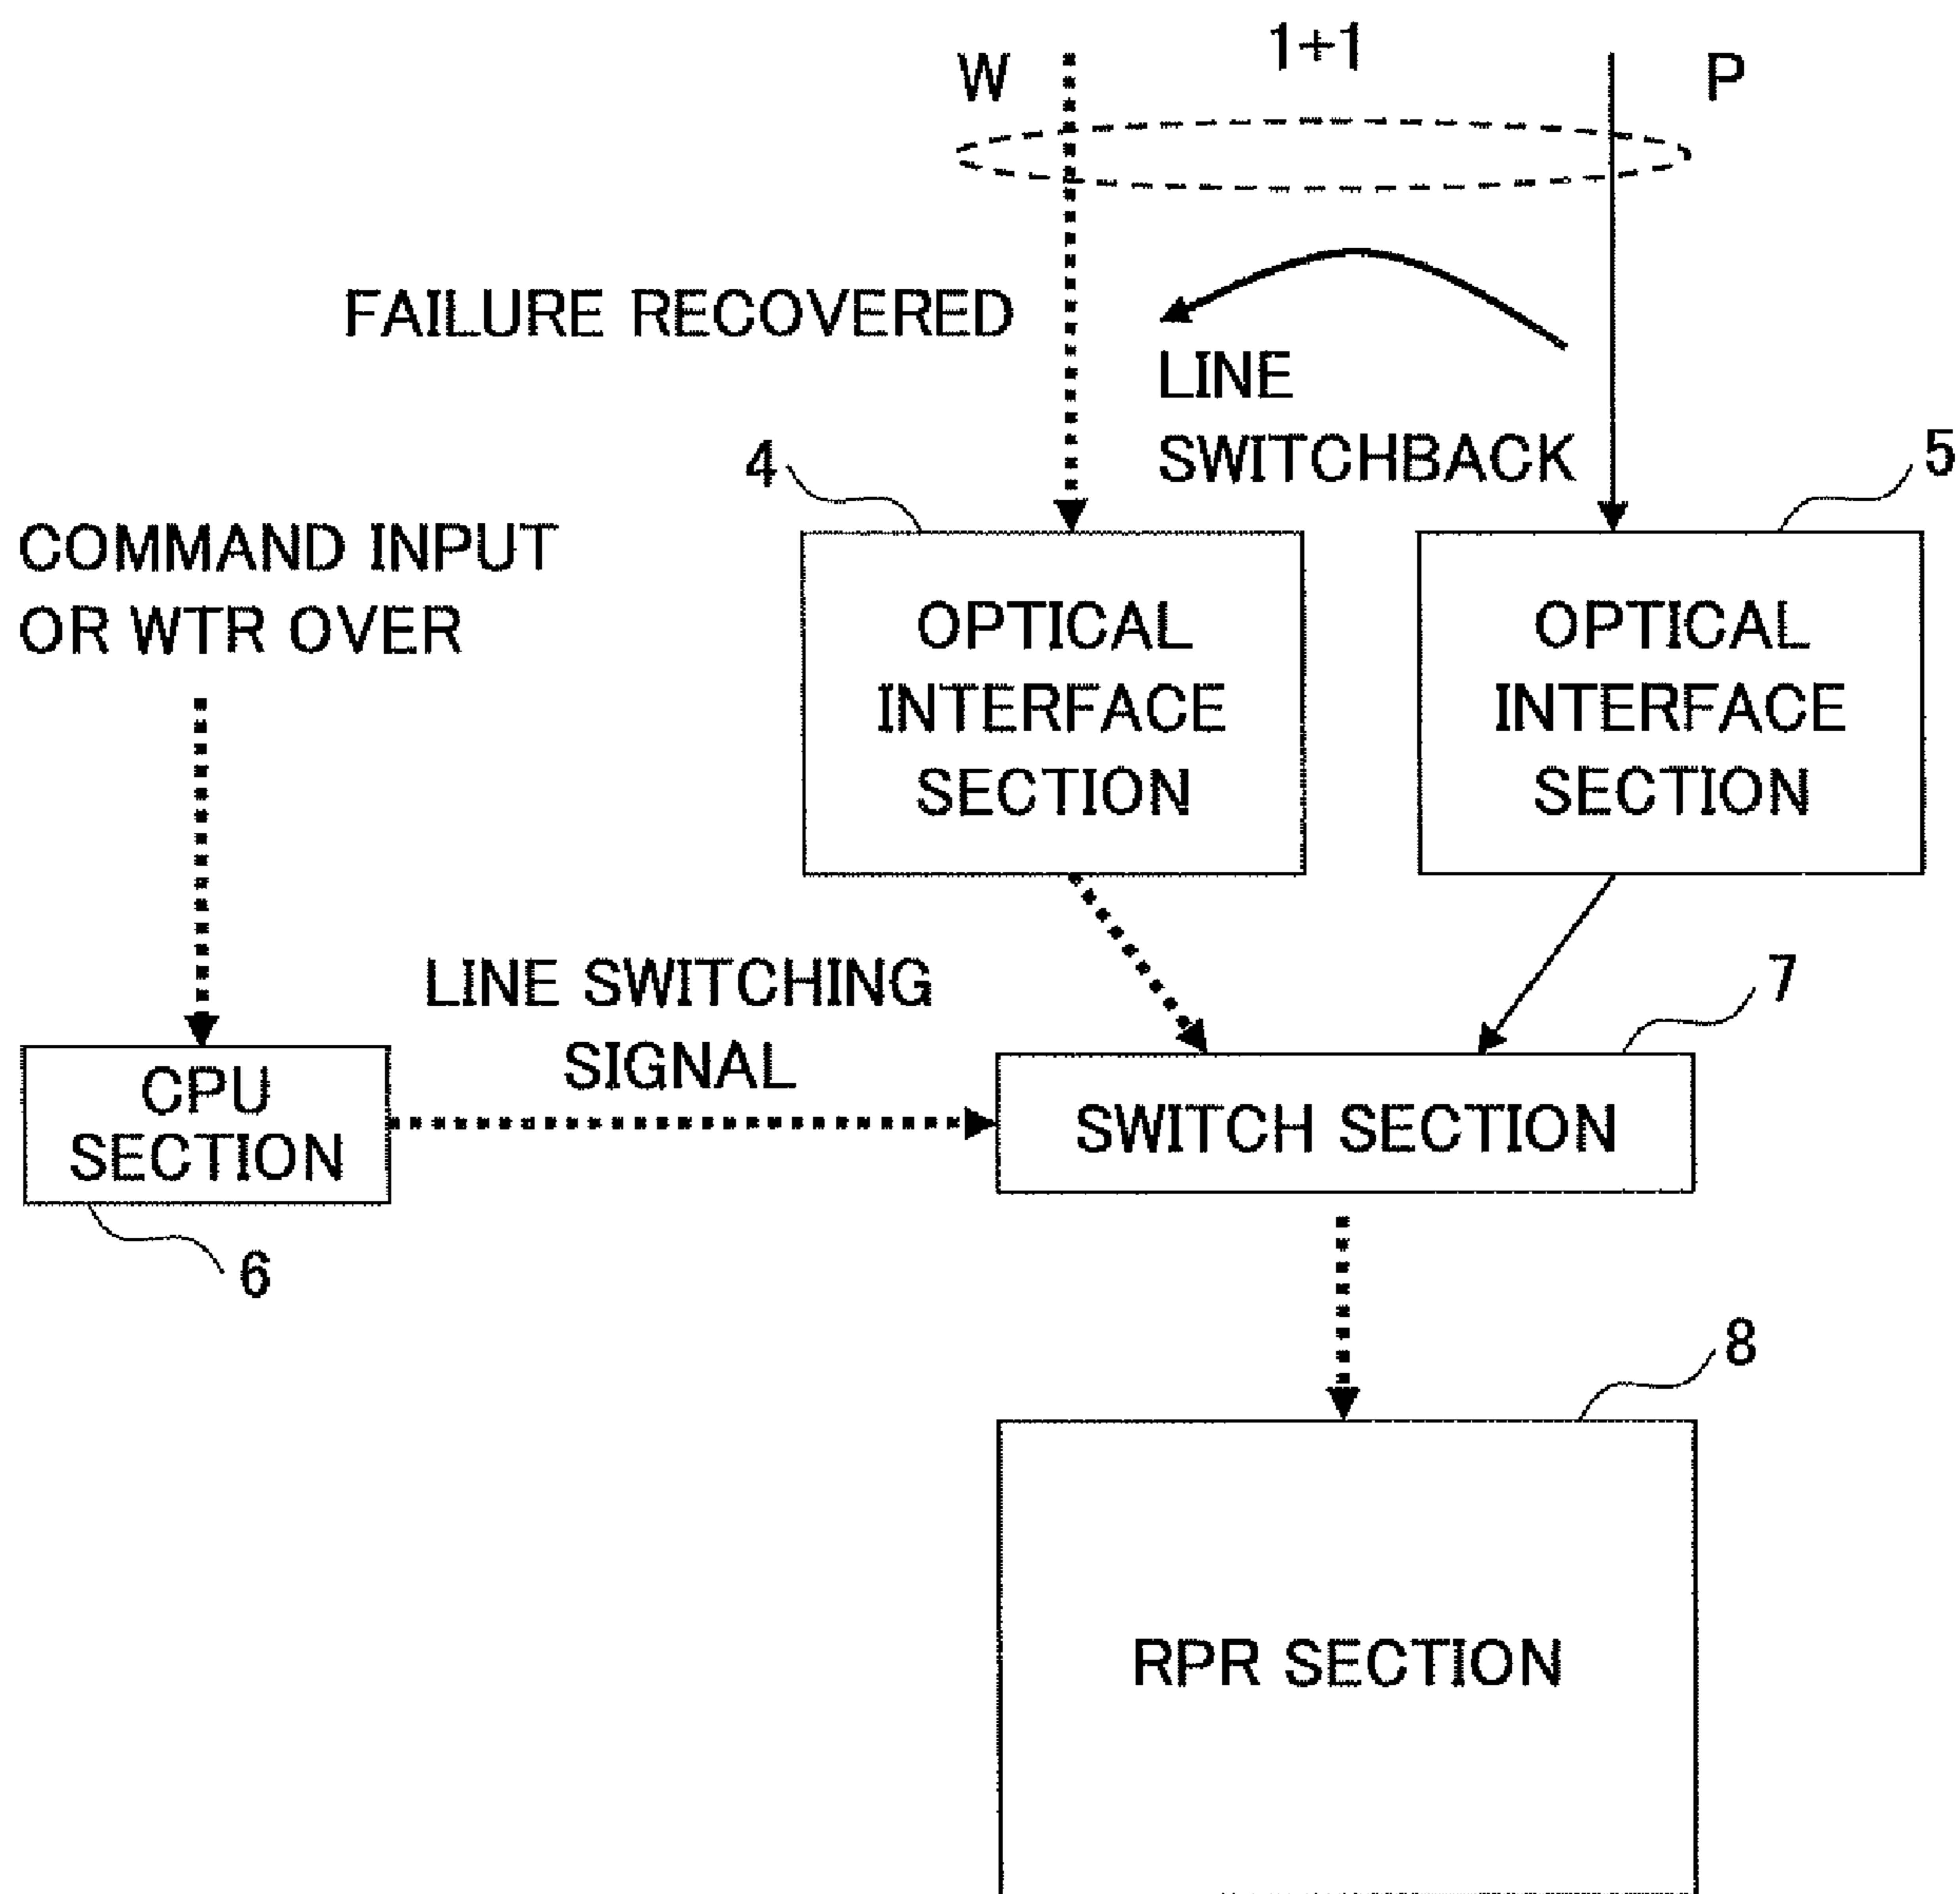 W
1+1
P
FAILURE RECOVERED
LINE
SWITCHBACK
4
5
COMMAND INPUT
OR WTR OVER
OPTICAL
INTERFACE
SECTION
OPTICAL
INTERFACE
SECTION
LINE SWITCHING
SIGNAL
7
CPU
SECTION
SWITCH SECTION
6
8
RPR SECTION